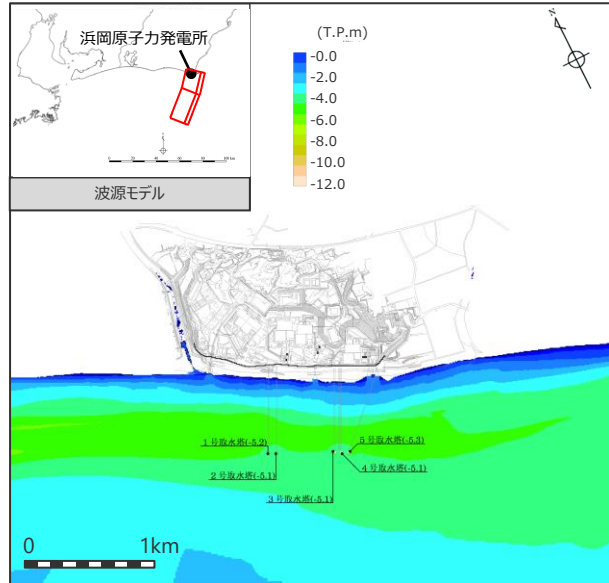 浜岡原子力発電所
波源モデル
(T.P.m)
-0.0
-2.0
-4.0
-6.0
-8.0
-10.0
-12.0
N
1号取水塔(-5.2)
2号取水塔(-5.1)
3号取水塔(-5.1)
4号取水塔(-5.1)
5号取水塔(-5.3)
0 1km